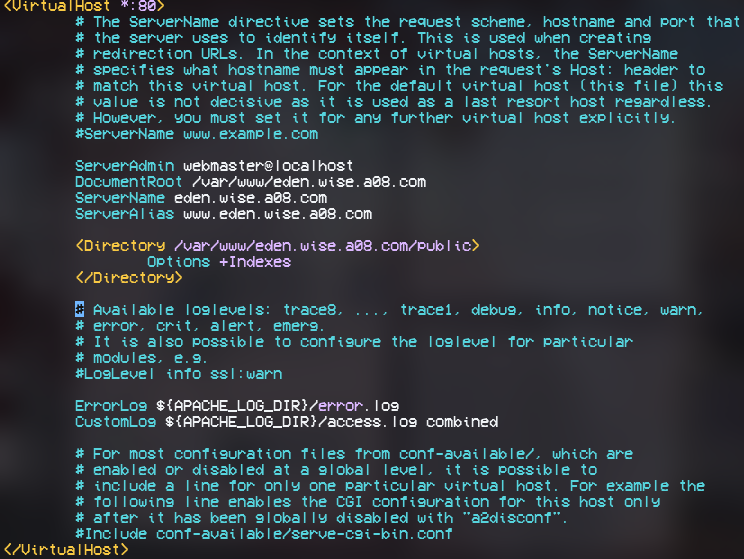 <VirtualHost *:80>
# The ServerName directive sets the request scheme, hostname and port that
# the server uses to identify itself. This is used when creating
# redirection URLs. In the context of virtual hosts, the ServerName
# specifies what hostname must appear in the request's Host: header to
# match this virtual host. For the default virtual host (this file) this
# value is not decisive as it is used as a last resort host regardless.
# However, you must set it for any further virtual host explicitly.
#ServerName www.example.com
ServerAdmin webmaster@localhost
DocumentRoot /var/www/eden.wise.a08.com
ServerName eden.wise.a08.com
ServerAlias www.eden.wise.a08.com
<Directory /var/www/eden.wise.a08.com/public>
Options +Indexes
</Directory>
# Available loglevels: trace8, ..., trace1, debug, info, notice, warn,
# error, crit, alert, emerg.
# It is also possible to configure the loglevel for particular
# modules, e.g.
#LogLevel info ssl:warn
ErrorLog ${APACHE_LOG_DIR}/error.log
CustomLog ${APACHE_LOG_DIR}/access.log combined
# For most configuration files from conf-available/, which are
# enabled or disabled at a global level, it is possible to
# include a line for only one particular virtual host. For example the
# following line enables the CGI configuration for this host only
# after it has been globally disabled with "a2disconf".
#Include conf-available/serve-cgi-bin.conf
</VirtualHost>